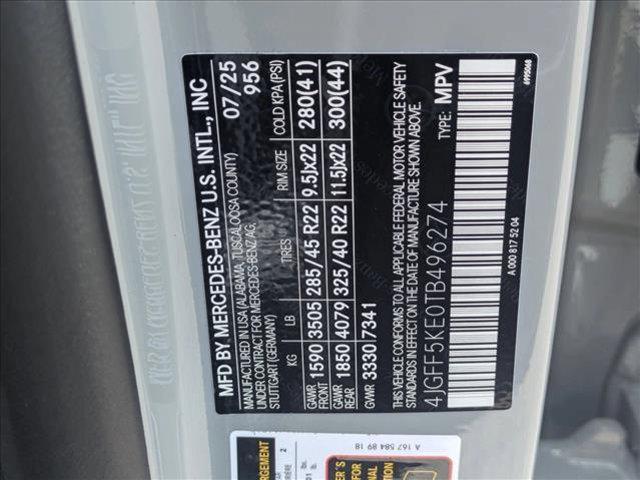 MFD BY MERCEDES-BENZ U.S. INTL., INC
MANUFACTURED IN USA (ALABAMA, TUSCALOOSA COUNTY) 07/25
UNDER CONTRACT FOR MERCEDES-BENZ AG, 956
STUTTGART (GERMANY)
KG LB TIRES RIM SIZE COLD KPA (PSI)
GAWR FRONT 1590 3505 285/45 R22 9.5Jx22 280(41)
GAWR REAR 1850 4079 325/40 R22 11.5Jx22 300(44)
GVWR 3330 7341
THIS VEHICLE CONFORMS TO ALL APPLICABLE FEDERAL MOTOR VEHICLE SAFETY
STANDARDS IN EFFECT ON THE DATE OF MANUFACTURE SHOWN ABOVE.
4JGFF5KE0TB496274 TYPE: MPV
A 000 817 52 04 6995068
A 167 584 89 18